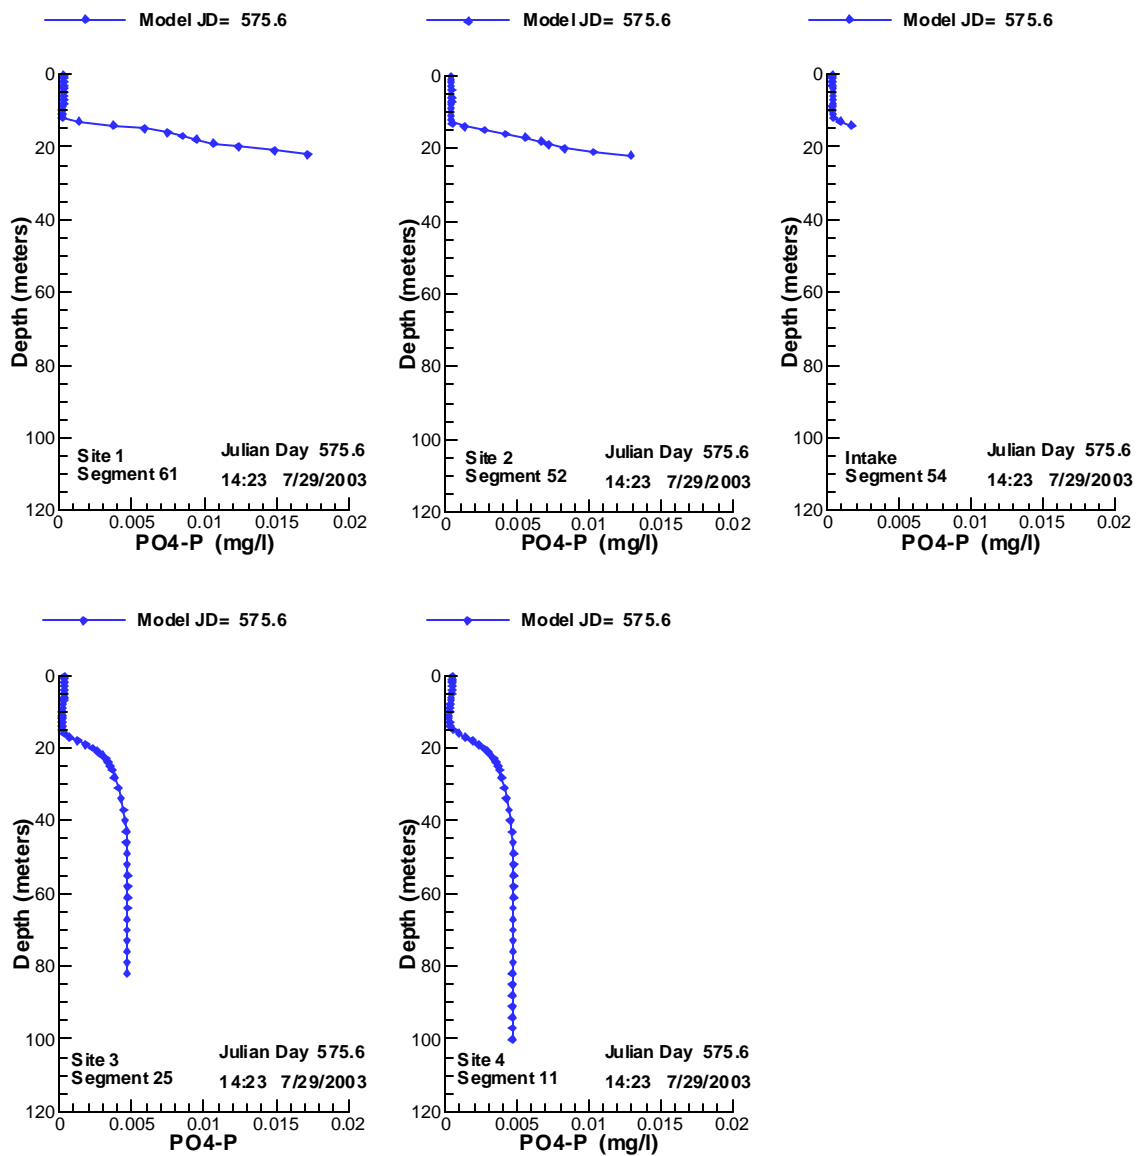 Model JD= 575.6
0
20
40
60
80
100
120
Depth (meters)
Site 1
Segment 61
Julian Day 575.6
14:23 7/29/2003
0 0.005 0.01 0.015 0.02
PO4-P (mg/l)
Model JD= 575.6
0
20
40
60
80
100
120
Depth (meters)
Site 2
Segment 52
Julian Day 575.6
14:23 7/29/2003
0 0.005 0.01 0.015 0.02
PO4-P (mg/l)
Model JD= 575.6
0
20
40
60
80
100
120
Depth (meters)
Intake
Segment 54
Julian Day 575.6
14:23 7/29/2003
0 0.005 0.01 0.015 0.02
PO4-P (mg/l)
Model JD= 575.6
0
20
40
60
80
100
120
Depth (meters)
Site 3
Segment 25
Julian Day 575.6
14:23 7/29/2003
0 0.005 0.01 0.015 0.02
PO4-P
Model JD= 575.6
0
20
40
60
80
100
120
Depth (meters)
Site 4
Segment 11
Julian Day 575.6
14:23 7/29/2003
0 0.005 0.01 0.015 0.02
PO4-P (mg/l)